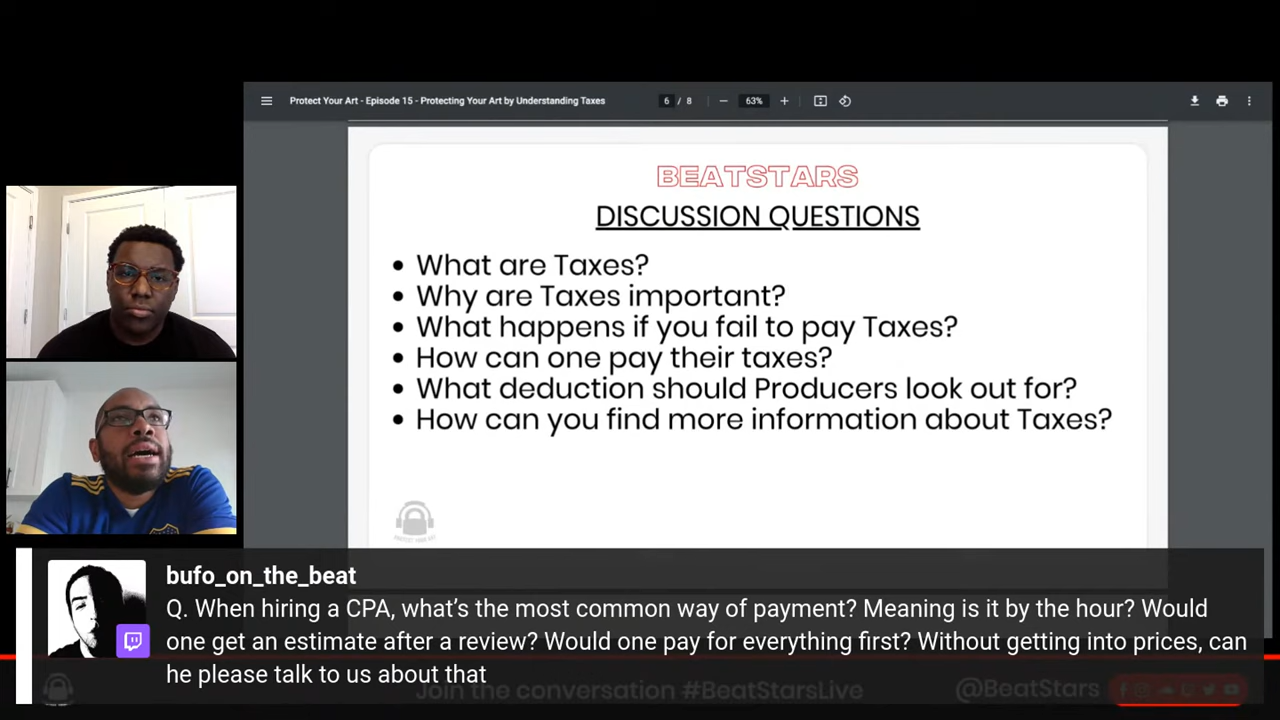 Protect Your Art - Episode 15 - Protecting Your Art by Understanding Taxes 6 / 8 63%
BEATSTARS
DISCUSSION QUESTIONS
• What are Taxes?
• Why are Taxes important?
• What happens if you fail to pay Taxes?
• How can one pay their taxes?
• What deduction should Producers look out for?
• How can you find more information about Taxes?
PROTECT YOUR ART
bufo_on_the_beat
Q. When hiring a CPA, what's the most common way of payment? Meaning is it by the hour? Would
one get an estimate after a review? Would one pay for everything first? Without getting into prices, can
he please talk to us about that
Join the conversation #BeatStarsLive @BeatStars